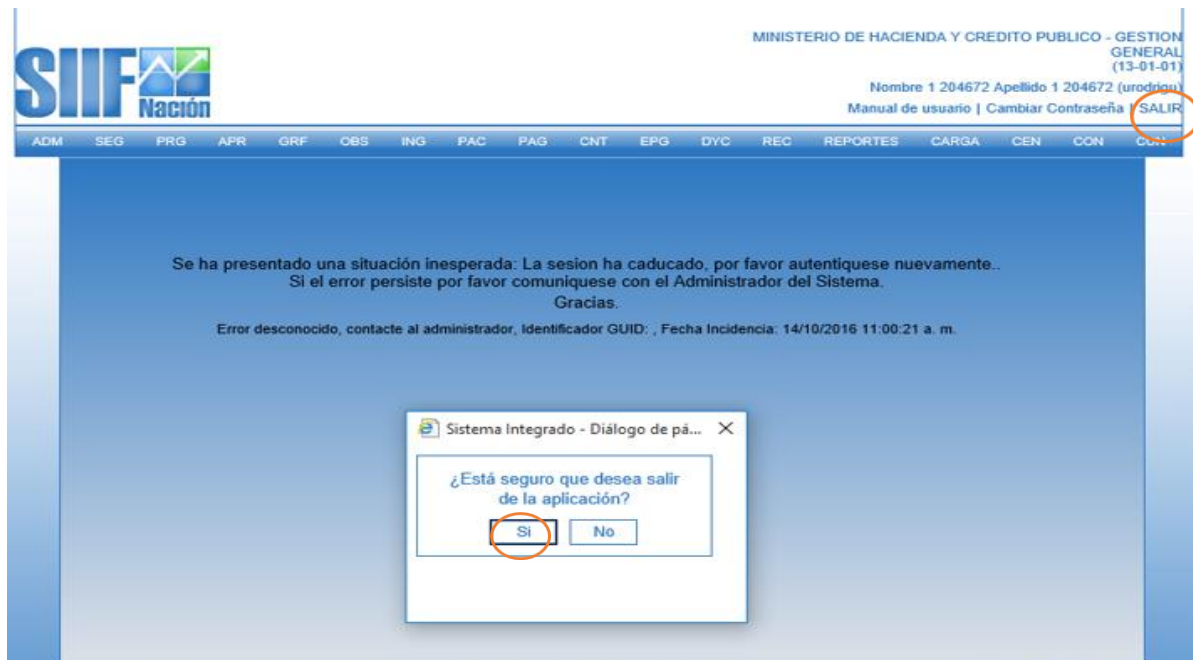 MINISTERIO DE HACIENDA Y CREDITO PUBLICO - GESTION
GENERAL
(13-01-01)
SIIF
Nación
Nombre 1 204672 Apellido 1 204672 (urodrigu)
Manual de usuario | Cambiar Contraseña | SALIR
ADM SEG PRG APR GRF OBS ING PAC PAG CNT EPG DYC REC REPORTES CARGA CEN CON CUN
Se ha presentado una situación inesperada: La sesion ha caducado, por favor autentiquese nuevamente..
Si el error persiste por favor comuniquese con el Administrador del Sistema.
Gracias.
Error desconocido, contacte al administrador, Identificador GUID: , Fecha Incidencia: 14/10/2016 11:00:21 a. m.
Sistema Integrado - Diálogo de pá...
¿Está seguro que desea salir
de la aplicación?
Si No